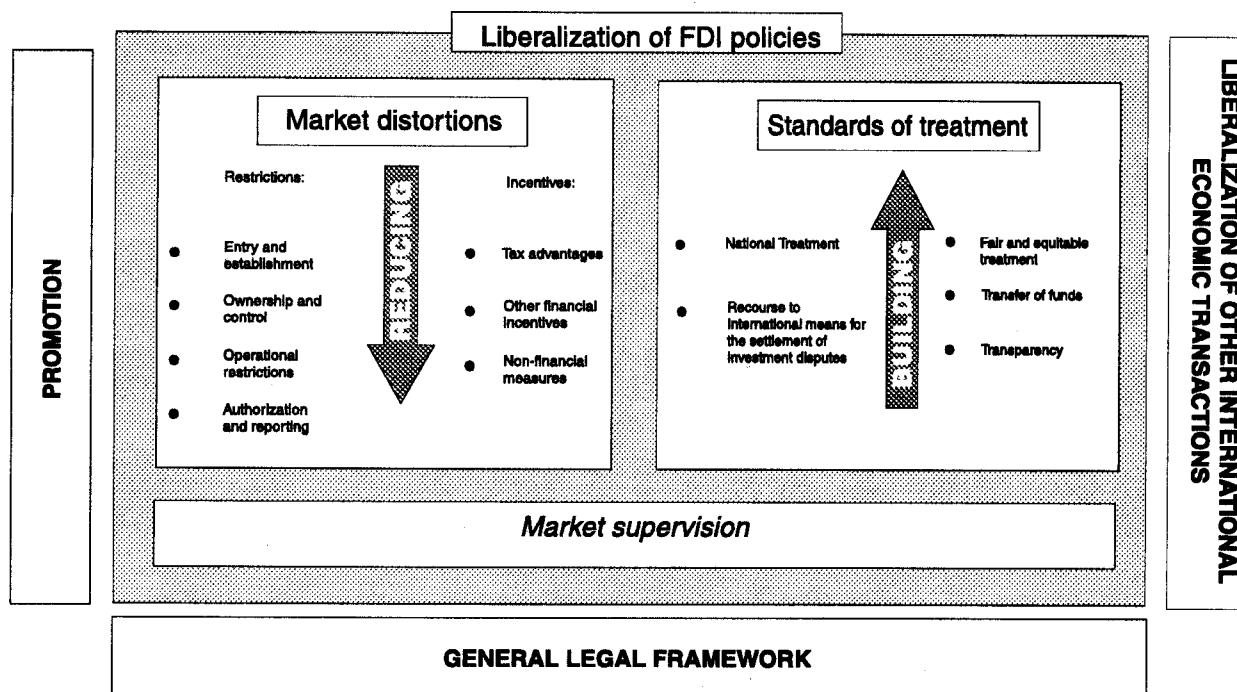 Liberalization of FDI policies
PROMOTION
Market distortions
Restrictions:
Entry and
establishment
Ownership and
control
Operational
restrictions
Authorization
and reporting
REDUCING
Incentives:
Tax advantages
Other financial
incentives
Non-financial
measures
Standards of treatment
National Treatment
Recourse to
International means for
the settlement of
investment disputes
BUILDING
Fair and equitable
treatment
Transfer of funds
Transparency
Market supervision
LIBERALIZATION OF OTHER INTERNATIONAL
ECONOMIC TRANSACTIONS
GENERAL LEGAL FRAMEWORK